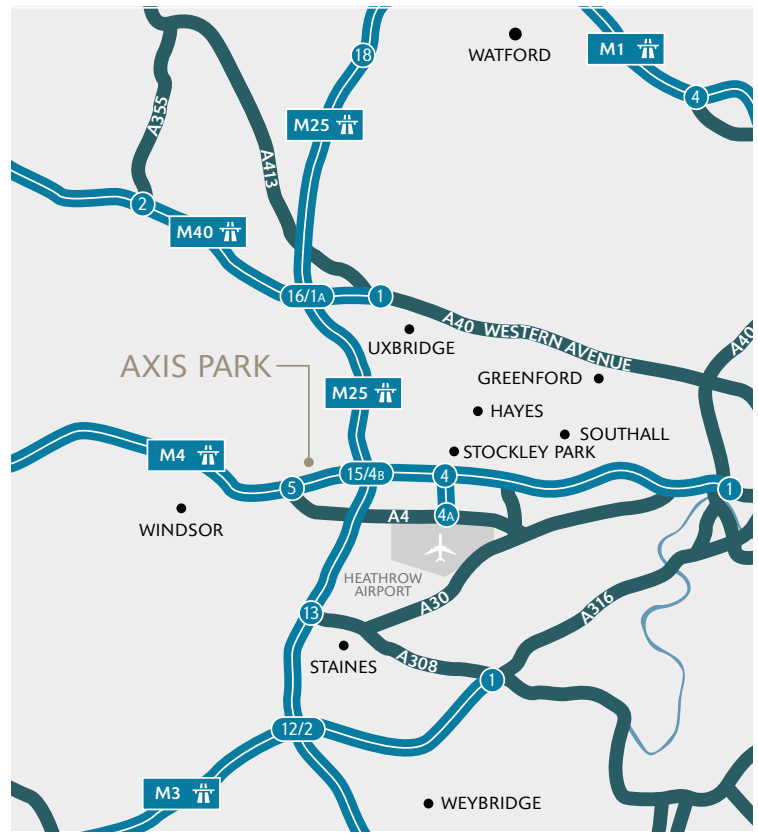 WATFORD
M1
18
4
M25
A355
A413
2
M40
16/1A
1
A40 WESTERN AVENUE
A40
UXBRIDGE
AXIS PARK
GREENFORD
M25
HAYES
SOUTHALL
M4
STOCKLEY PARK
15/4B
4
5
1
WINDSOR
A4
4A
HEATHROW
AIRPORT
A30
A316
13
STAINES
A308
1
12/2
M3
WEYBRIDGE